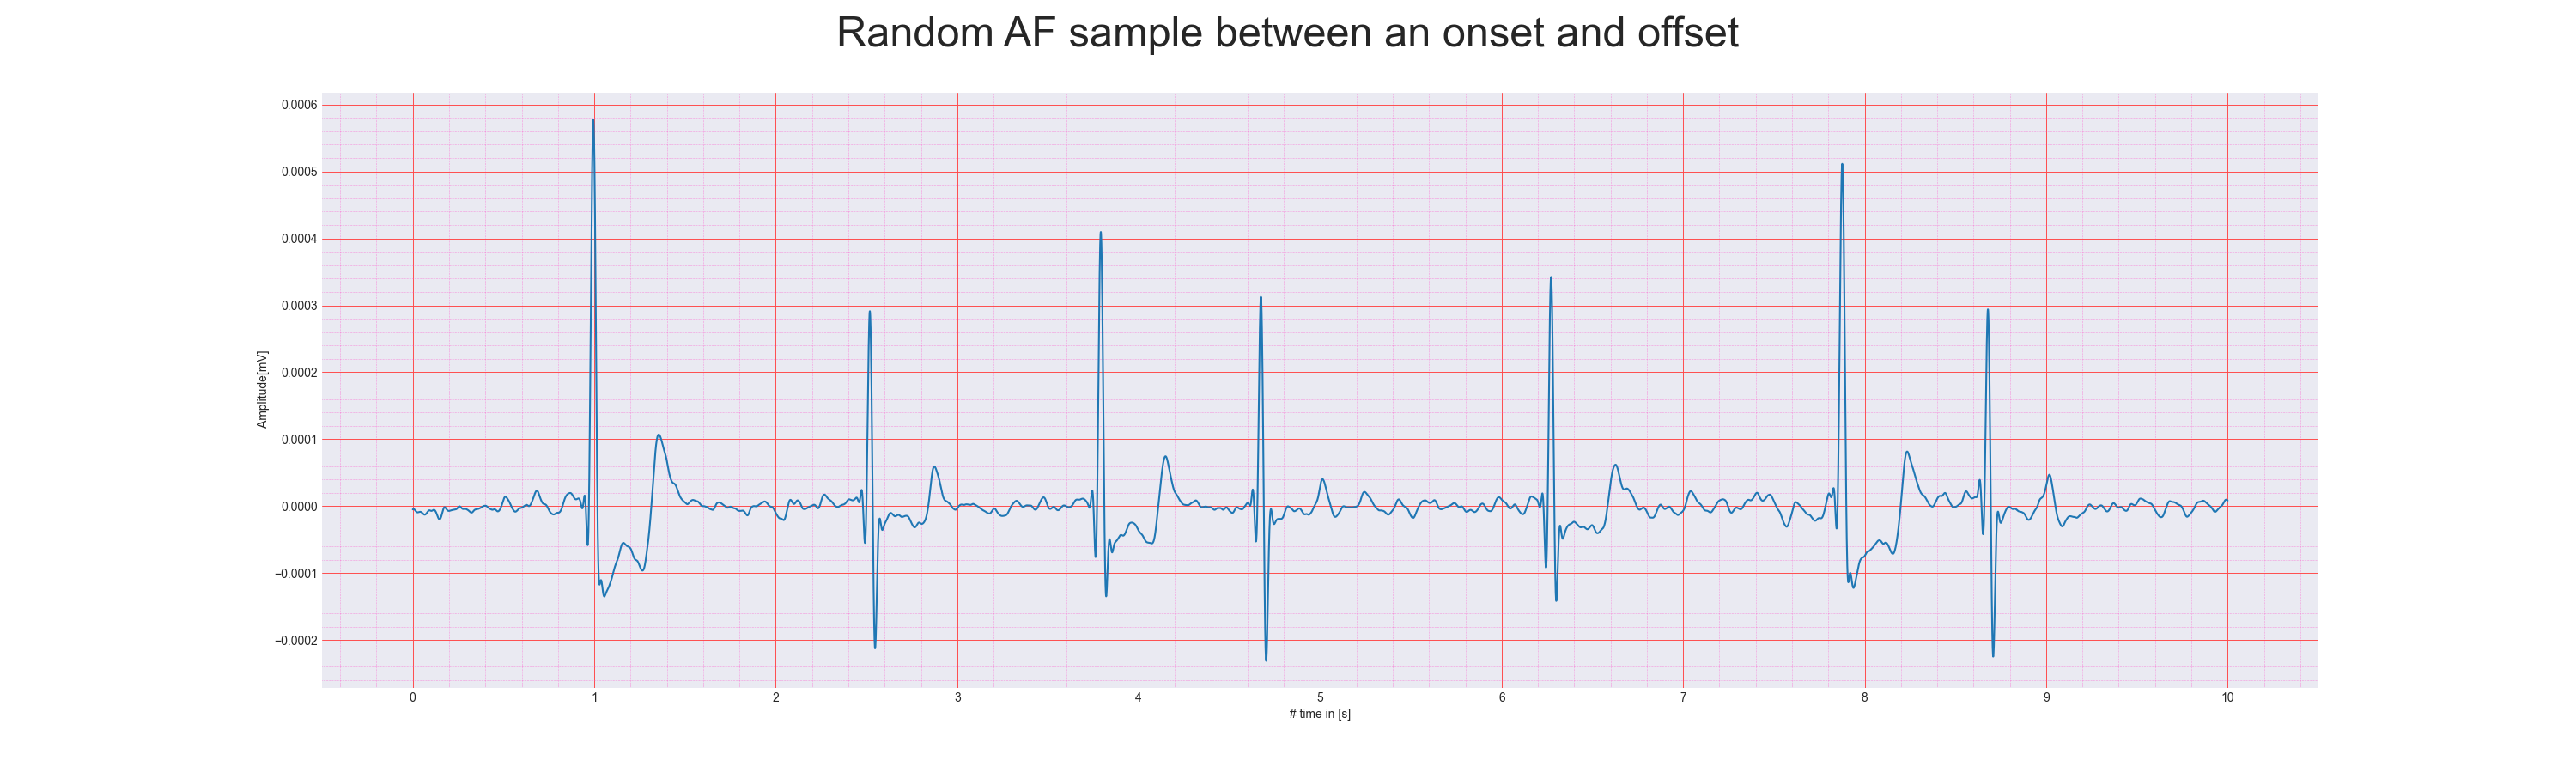 Random AF sample between an onset and offset
0.0006
0.0005
0.0004
0.0003
0.0002
0.0001
0.0000
−0.0001
−0.0002
Amplitude[mV]
0 1 2 3 4 5 6 7 8 9 10
# time in [s]